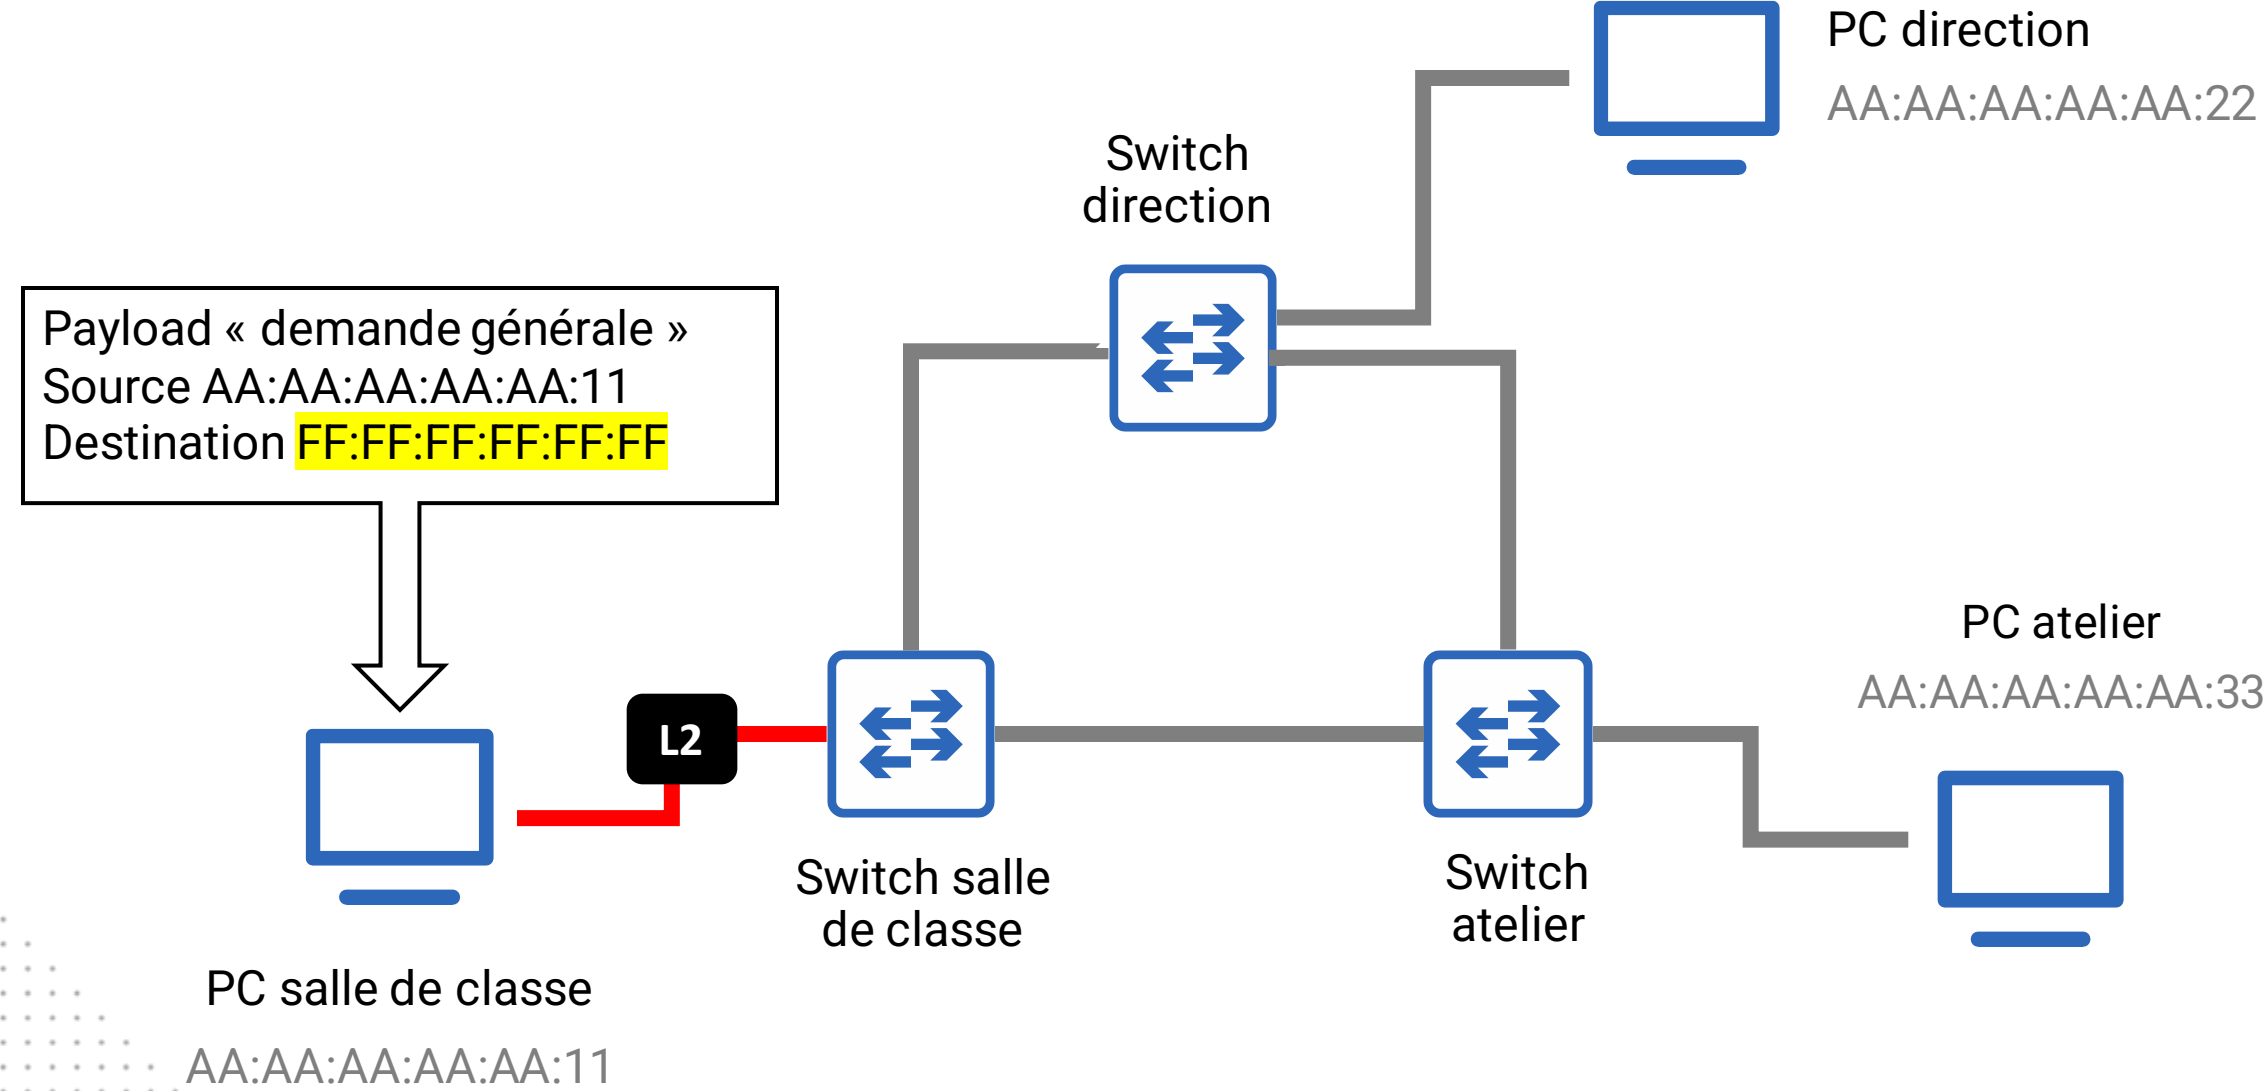 PC direction
AA:AA:AA:AA:AA:22
Switch
direction
Payload « demande générale »
Source AA:AA:AA:AA:AA:11
Destination FF:FF:FF:FF:FF:FF
PC atelier
AA:AA:AA:AA:AA:33
L2
Switch salle
de classe
Switch
atelier
PC salle de classe
AA:AA:AA:AA:AA:11